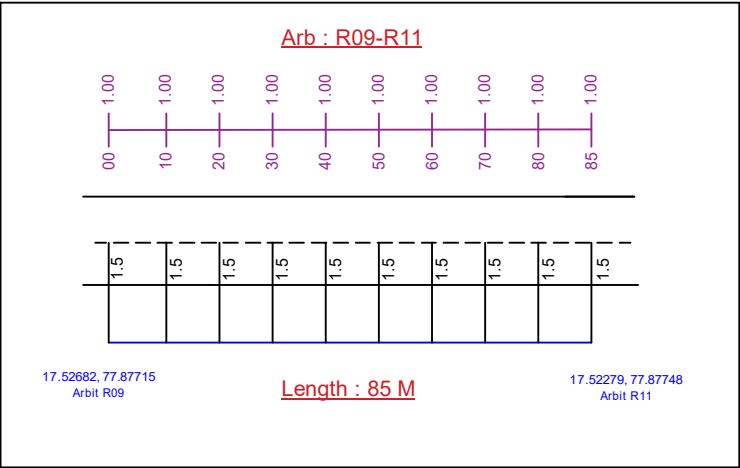 Arb : R09-R11
1.00 1.00 1.00 1.00 1.00 1.00 1.00 1.00 1.00 1.00
00 10 20 30 40 50 60 70 80 85
1.5 1.5 1.5 1.5 1.5 1.5 1.5 1.5 1.5 1.5
17.52682, 77.87715
Arbit R09
Length : 85 M
17.52279, 77.87748
Arbit R11